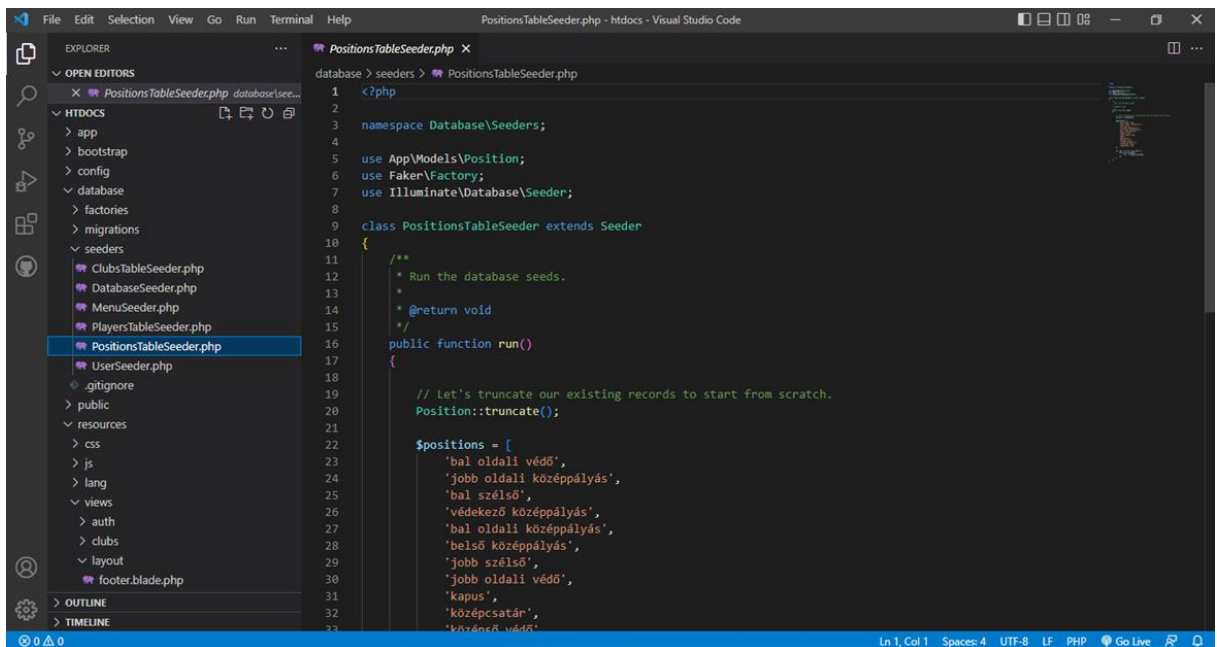 File Edit Selection View Go Run Terminal Help PositionsTableSeeder.php - htdocs - Visual Studio Code
EXPLORER
OPEN EDITORS
PositionsTableSeeder.php database\see...
HTDOCS
app
bootstrap
config
database
factories
migrations
seeders
ClubsTableSeeder.php
DatabaseSeeder.php
MenuSeeder.php
PlayersTableSeeder.php
PositionsTableSeeder.php
UserSeeder.php
.gitignore
public
resources
css
js
lang
views
auth
clubs
layout
footer.blade.php
OUTLINE
TIMELINE
PositionsTableSeeder.php
database > seeders > PositionsTableSeeder.php
1 <?php
2
3 namespace Database\Seeders;
4
5 use App\Models\Position;
6 use Faker\Factory;
7 use Illuminate\Database\Seeder;
8
9 class PositionsTableSeeder extends Seeder
10 {
11 /**
12 * Run the database seeds.
13 *
14 * @return void
15 */
16 public function run()
17 {
18
19 // Let's truncate our existing records to start from scratch.
20 Position::truncate();
21
22 $positions = [
23 'bal oldali védő',
24 'jobb oldali középpályás',
25 'bal szélső',
26 'védekező középpályás',
27 'bal oldali középpályás',
28 'belső középpályás',
29 'jobb szélső',
30 'jobb oldali védő',
31 'kapus',
32 'középcsatár',
33 'középső védő'
0 0 Ln 1, Col 1 Spaces: 4 UTF-8 LF PHP Go Live